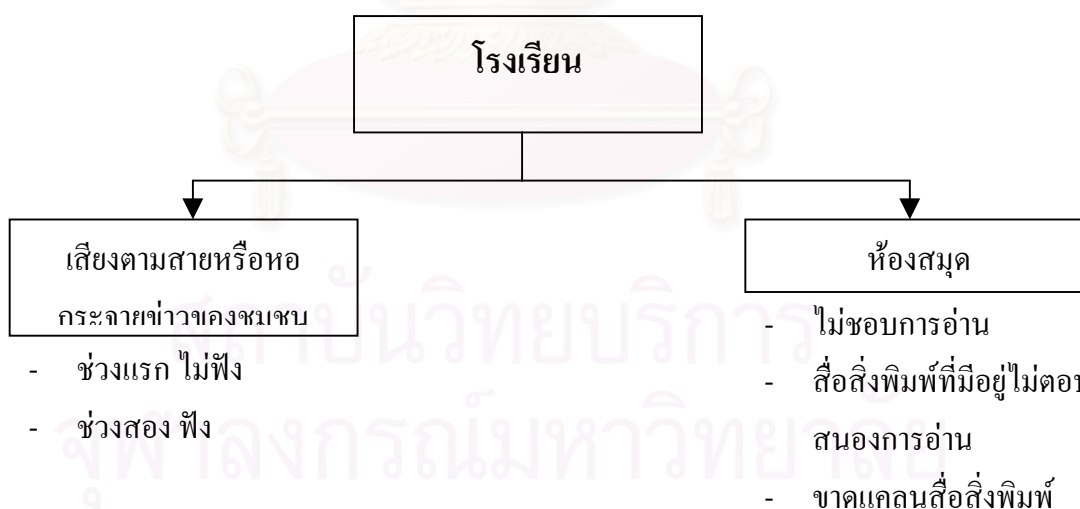 โรงเรียน
เสียงตามสายหรือหอ
กระจายข่าวของชุมชน
- ช่วงแรก ไม่ฟัง
- ช่วงสอง ฟัง
ห้องสมุด
- ไม่ชอบการอ่าน
- สื่อสิ่งพิมพ์ที่มีอยู่ไม่ตอบ
สนองการอ่าน
- ขาดแคลนสื่อสิ่งพิมพ์
สถาบันวิทยบริการ
จุฬาลงกรณ์มหาวิทยาลัย